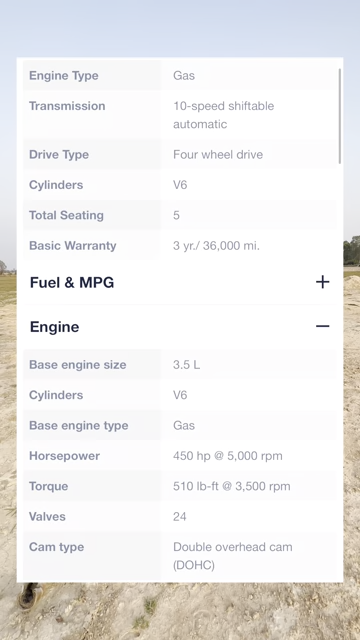 Engine Type Gas
Transmission 10-speed shiftable
automatic
Drive Type Four wheel drive
Cylinders V6
Total Seating 5
Basic Warranty 3 yr./ 36,000 mi.
Fuel & MPG +
Engine −
Base engine size 3.5 L
Cylinders V6
Base engine type Gas
Horsepower 450 hp @ 5,000 rpm
Torque 510 lb-ft @ 3,500 rpm
Valves 24
Cam type Double overhead cam
(DOHC)